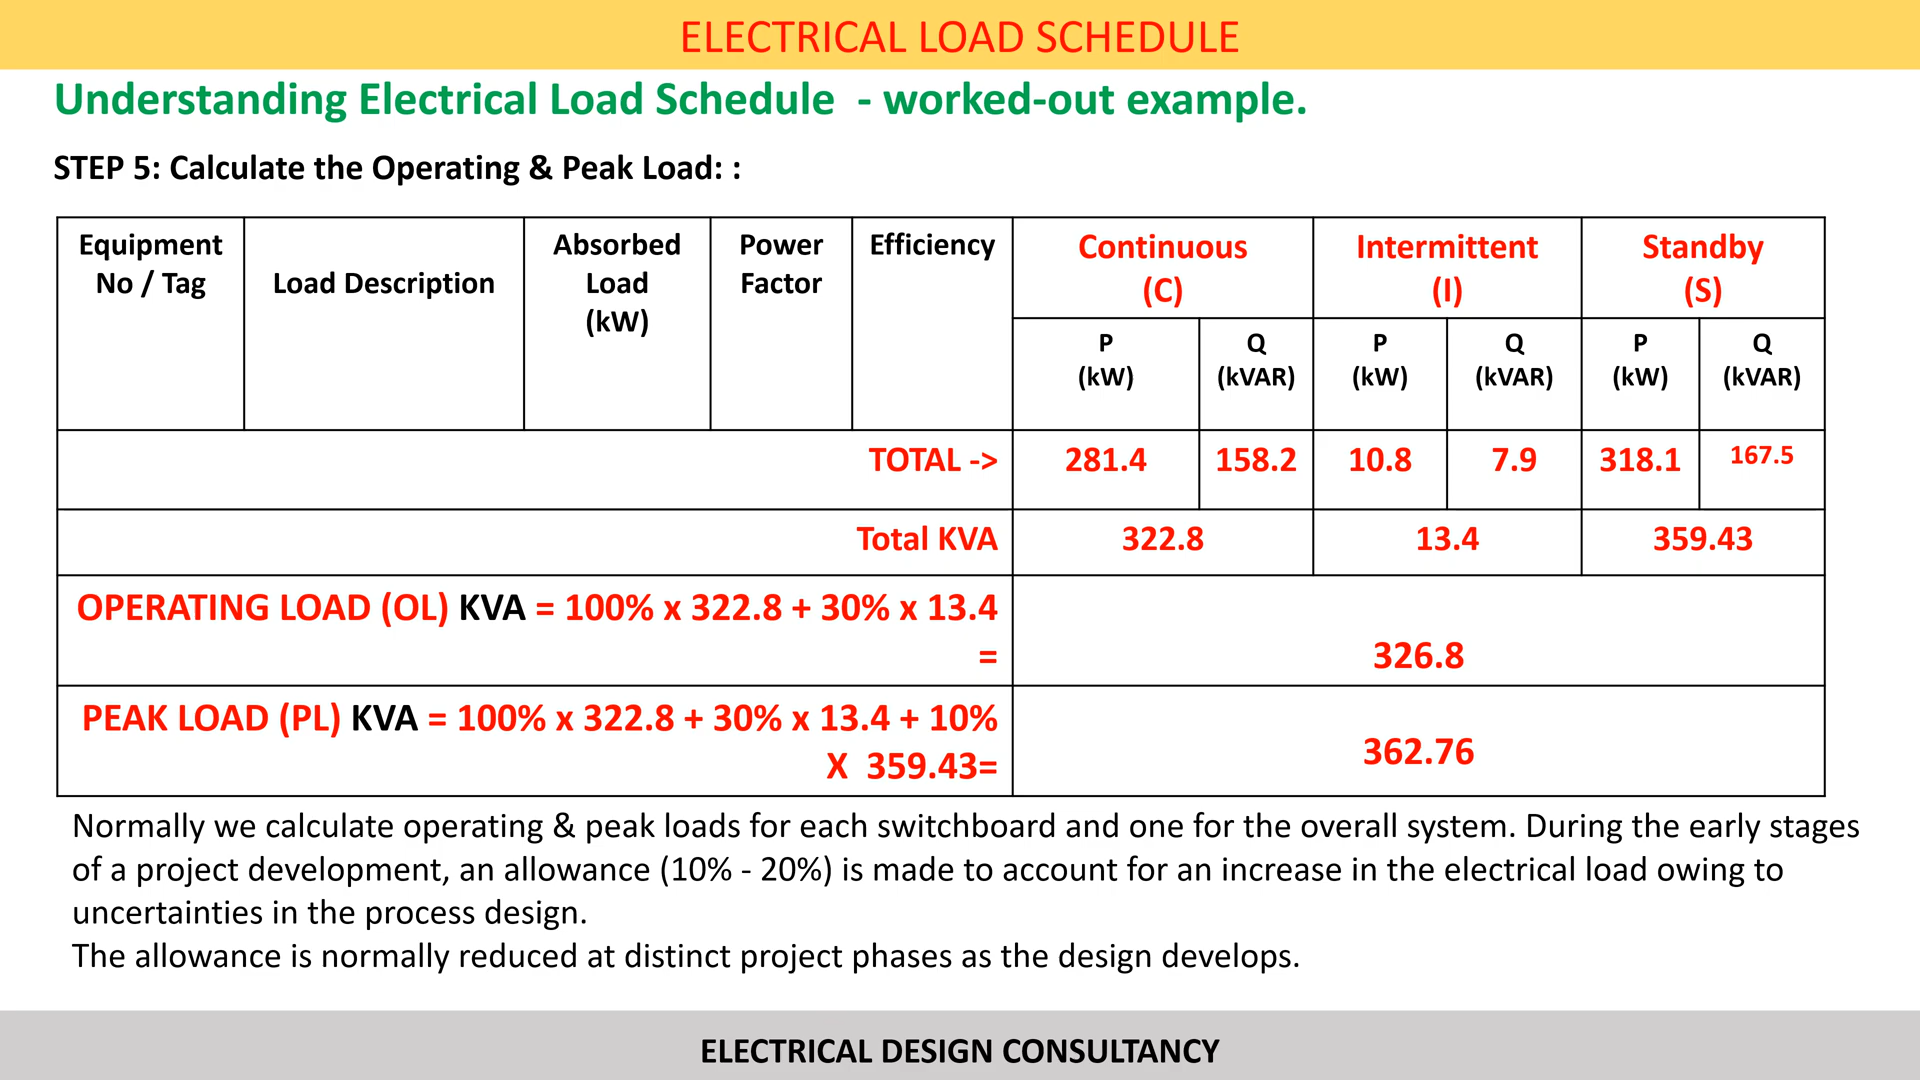 ELECTRICAL LOAD SCHEDULE
Understanding Electrical Load Schedule - worked-out example.
STEP 5: Calculate the Operating & Peak Load: :
Equipment
No / Tag
Load Description
Absorbed
Load
(kW)
Power
Factor
Efficiency
Continuous
(C)
Intermittent
(I)
Standby
(S)
P
(kW)
Q
(kVAR)
P
(kW)
Q
(kVAR)
P
(kW)
Q
(kVAR)
TOTAL -> 281.4 158.2 10.8 7.9 318.1 167.5
Total KVA 322.8 13.4 359.43
OPERATING LOAD (OL) KVA = 100% x 322.8 + 30% x 13.4
= 326.8
PEAK LOAD (PL) KVA = 100% x 322.8 + 30% x 13.4 + 10%
X 359.43= 362.76
Normally we calculate operating & peak loads for each switchboard and one for the overall system. During the early stages
of a project development, an allowance (10% - 20%) is made to account for an increase in the electrical load owing to
uncertainties in the process design.
The allowance is normally reduced at distinct project phases as the design develops.
ELECTRICAL DESIGN CONSULTANCY